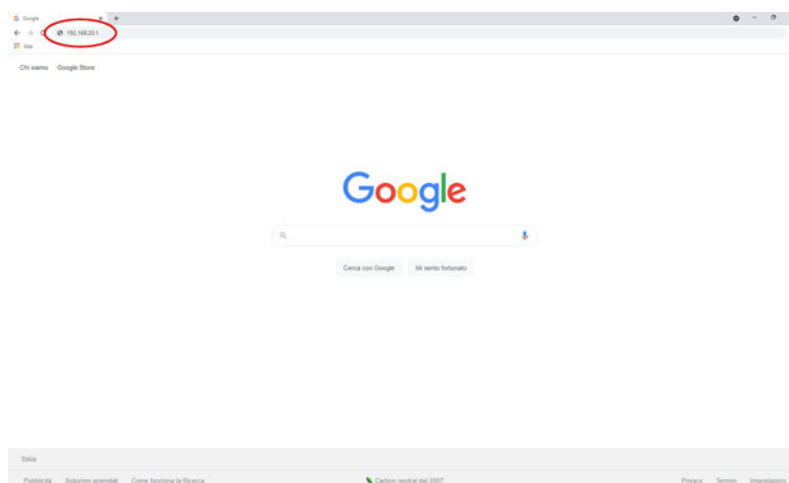 Google
192.168.20.1
App
Chi siamo Google Store
Google
Cerca con Google Mi sento fortunato
Italia
Pubblicità Soluzioni aziendali Come funziona la Ricerca Carbon neutral dal 2007 Privacy Termini Impostazioni